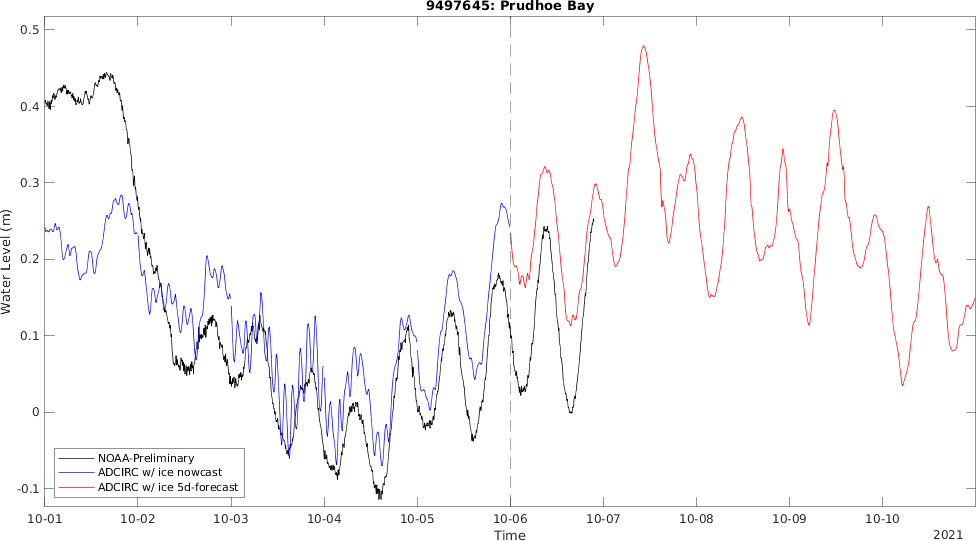 9497645: Prudhoe Bay
Water Level (m)
0.5
0.4
0.3
0.2
0.1
0
-0.1
NOAA-Preliminary
ADCIRC w/ ice nowcast
ADCIRC w/ ice 5d-forecast
10-01 10-02 10-03 10-04 10-05 10-06 10-07 10-08 10-09 10-10
Time
2021